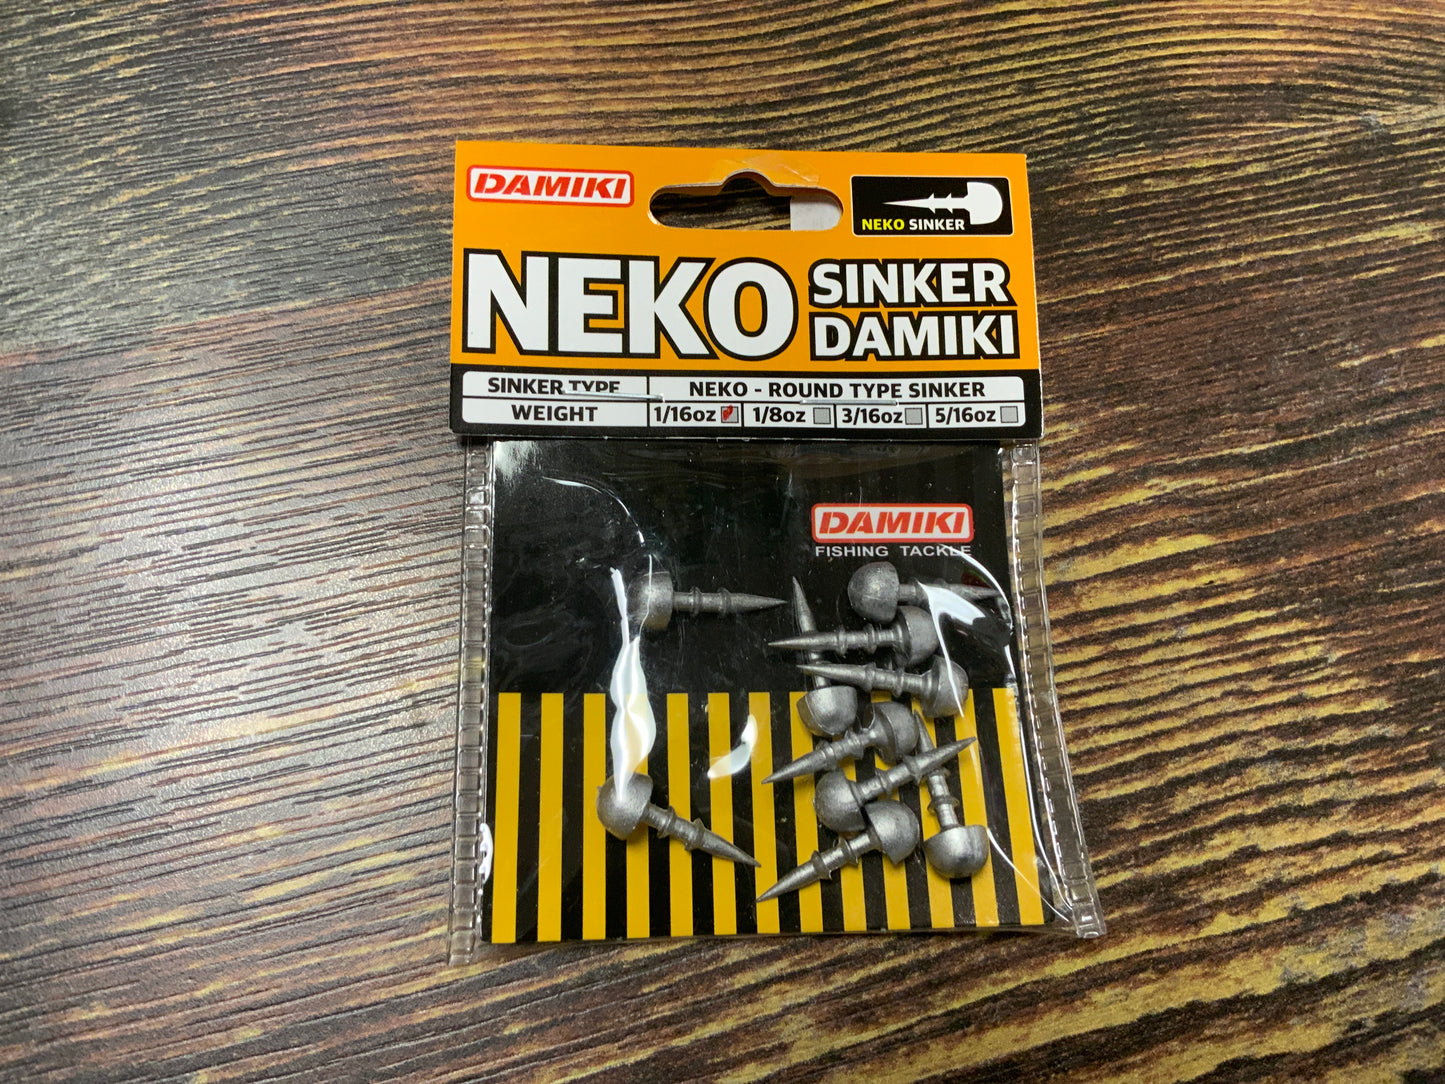 DAMIKI
NEKO SINKER
NEKO
SINKER
DAMIKI
SINKER TYPE
NEKO - ROUND TYPE SINKER
WEIGHT
1/16oz
1/8oz
3/16oz
5/16oz
DAMIKI
FISHING TACKLE